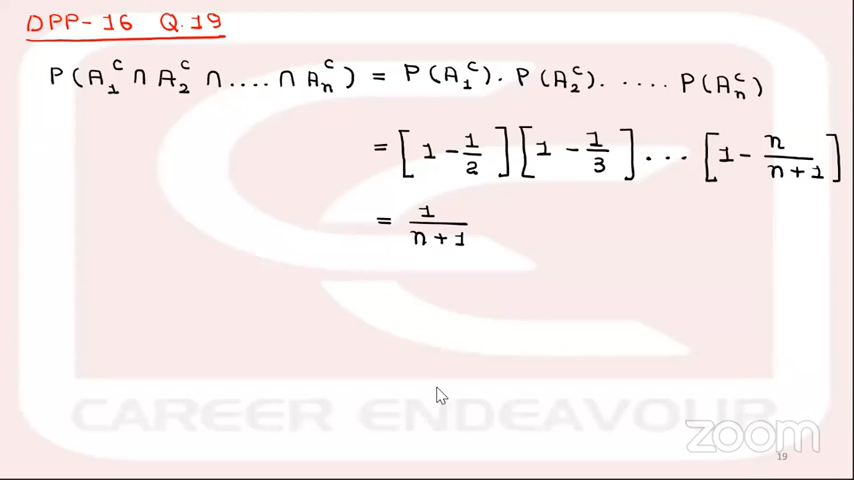 DPP-16 Q.19
P(A₁ᶜ ∩ A₂ᶜ ∩ .... ∩ Aₙᶜ) = P(A₁ᶜ). P(A₂ᶜ). ..... P(Aₙᶜ)
= [1 - 1/2] [1 - 1/3] ... [1 - n/(n+1)]
= 1/(n+1)
CAREER ENDEAVOUR
zoom
19